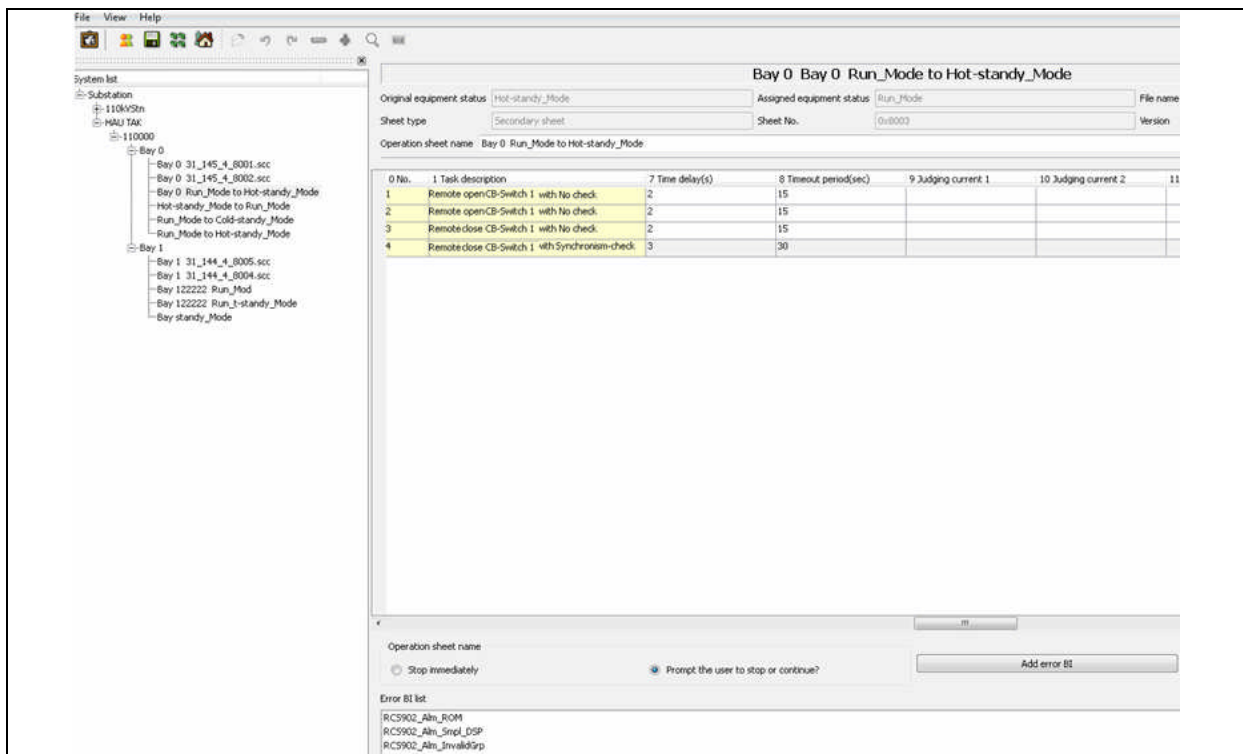 File View Help
System list
Substation
110kVStn
HAU TAK
110000
Bay 0
Bay 0 31_145_4_8001.scc
Bay 0 31_145_4_8002.scc
Bay 0 Run_Mode to Hot-standy_Mode
Hot-standy_Mode to Run_Mode
Run_Mode to Cold-standy_Mode
Run_Mode to Hot-standy_Mode
Bay 1
Bay 1 31_144_4_8005.scc
Bay 1 31_144_4_8004.scc
Bay 122222 Run_Mod
Bay 122222 Run_t-standy_Mode
Bay standy_Mode
Bay 0 Bay 0 Run_Mode to Hot-standy_Mode
Original equipment status Hot-standy_Mode Assigned equipment status Run_Mode File name
Sheet type Secondary sheet Sheet No. 0x8003 Version
Operation sheet name Bay 0 Run_Mode to Hot-standy_Mode
0 No. 1 Task description 7 Time delay(s) 8 Timeout period(sec) 9 Judging current 1 10 Judging current 2 11
1 Remote open CB-Switch 1 with No check 2 15
2 Remote open CB-Switch 1 with No check 2 15
3 Remote close CB-Switch 1 with No check 2 15
4 Remote close CB-Switch 1 with Synchronism-check 3 30
Operation sheet name
Stop immediately Prompt the user to stop or continue? Add error BI
Error BI list
RCS902_Alm_ROM
RCS902_Alm_Smpl_DSP
RCS902_Alm_InvalidGrp